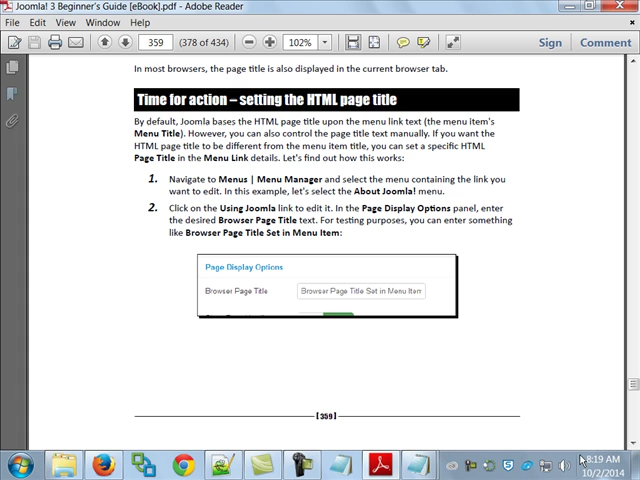 Joomla! 3 Beginner's Guide [eBook].pdf - Adobe Reader
File Edit View Window Help
359 (378 of 434) 102% Sign Comment
In most browsers, the page title is also displayed in the current browser tab.
Time for action – setting the HTML page title
By default, Joomla bases the HTML page title upon the menu link text (the menu item's
Menu Title). However, you can also control the page title text manually. If you want the
HTML page title to be different from the menu item title, you can set a specific HTML
Page Title in the Menu Link details. Let's find out how this works:
1. Navigate to Menus | Menu Manager and select the menu containing the link you
want to edit. In this example, let's select the About Joomla! menu.
2. Click on the Using Joomla link to edit it. In the Page Display Options panel, enter
the desired Browser Page Title text. For testing purposes, you can enter something
like Browser Page Title Set in Menu Item:
Page Display Options
Browser Page Title Browser Page Title Set in Menu Item
[ 359 ]
8:19 AM
10/2/2014